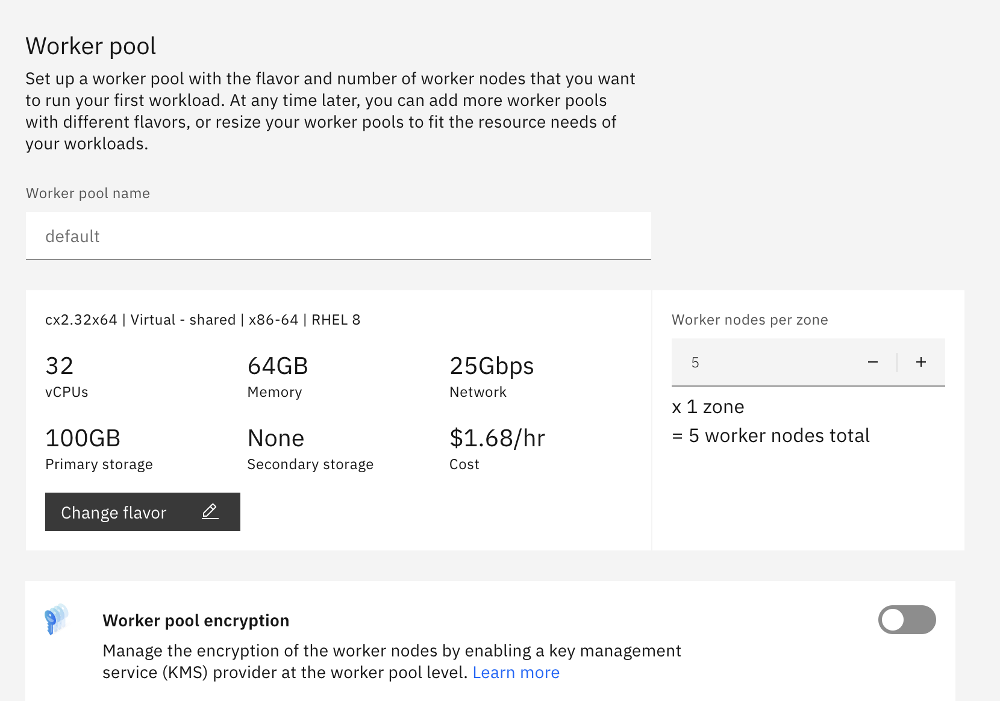 Worker pool
Set up a worker pool with the flavor and number of worker nodes that you want
to run your first workload. At any time later, you can add more worker pools
with different flavors, or resize your worker pools to fit the resource needs of
your workloads.
Worker pool name
default
cx2.32x64 | Virtual - shared | x86-64 | RHEL 8
32
vCPUs
64GB
Memory
25Gbps
Network
100GB
Primary storage
None
Secondary storage
$1.68/hr
Cost
Change flavor
Worker nodes per zone
5
x 1 zone
= 5 worker nodes total
Worker pool encryption
Manage the encryption of the worker nodes by enabling a key management
service (KMS) provider at the worker pool level. Learn more